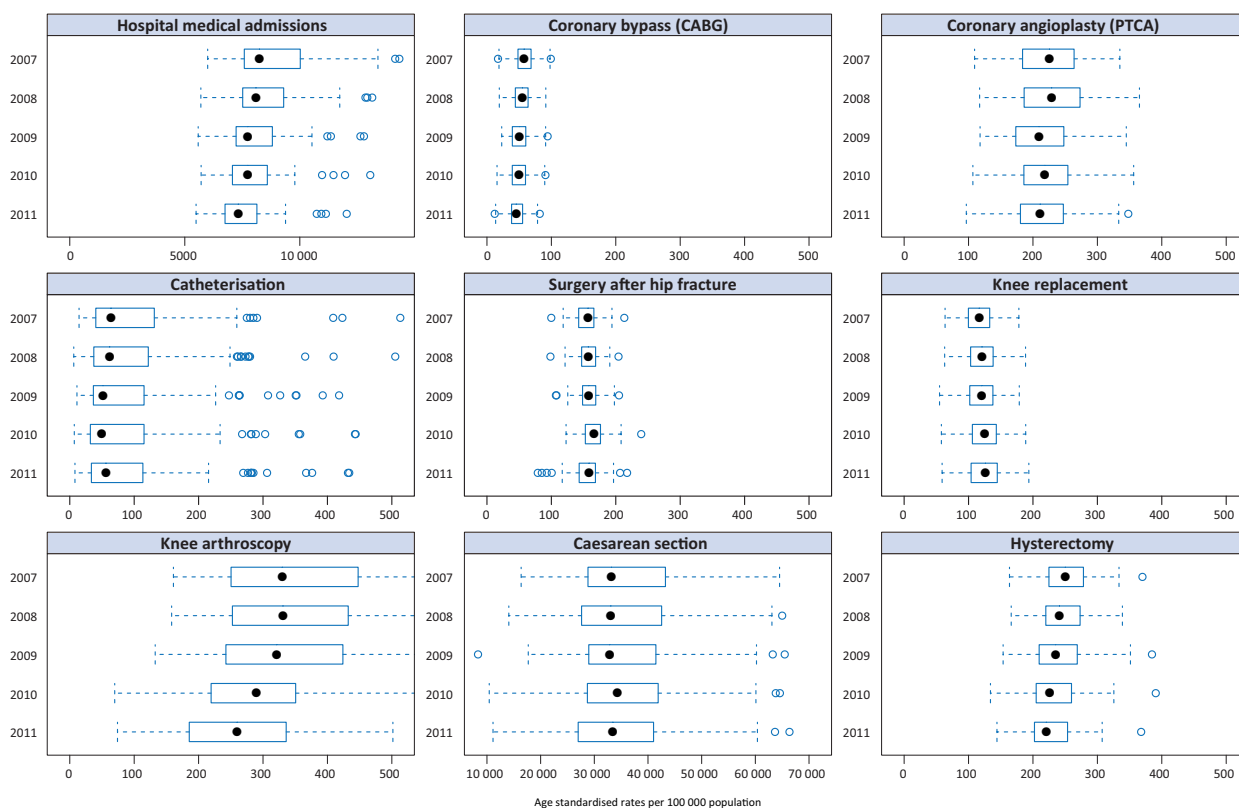 Hospital medical admissions
Coronary bypass (CABG)
Coronary angioplasty (PTCA)
2007
2008
2009
2010
2011
0 5000 10 000
2007
2008
2009
2010
2011
0 100 200 300 400 500
2007
2008
2009
2010
2011
0 100 200 300 400 500
Catheterisation
Surgery after hip fracture
Knee replacement
2007
2008
2009
2010
2011
0 100 200 300 400 500
2007
2008
2009
2010
2011
0 100 200 300 400 500
2007
2008
2009
2010
2011
0 100 200 300 400 500
Knee arthroscopy
Caesarean section
Hysterectomy
2007
2008
2009
2010
2011
0 100 200 300 400 500
2007
2008
2009
2010
2011
10 000 20 000 30 000 40 000 50 000 60 000 70 000
2007
2008
2009
2010
2011
0 100 200 300 400 500
Age standardised rates per 100 000 population